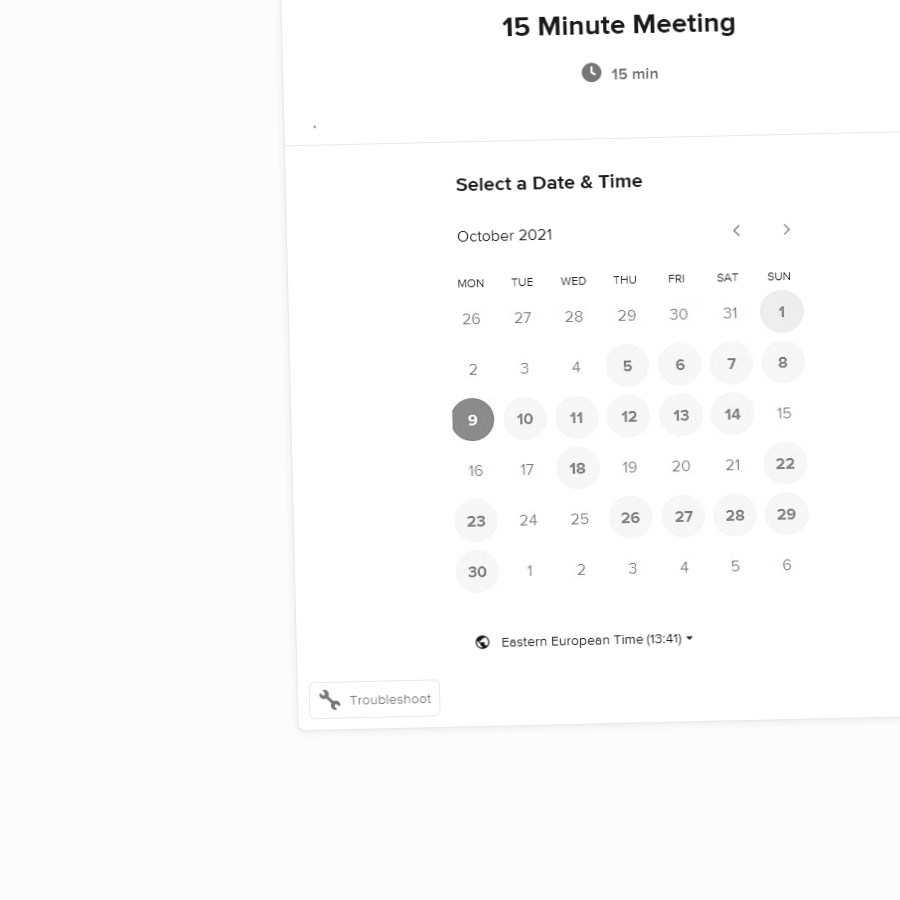 15 Minute Meeting
15 min
.
Select a Date & Time
October 2021
MON TUE WED THU FRI SAT SUN
26 27 28 29 30 31 1
2 3 4 5 6 7 8
9 10 11 12 13 14 15
16 17 18 19 20 21 22
23 24 25 26 27 28 29
30 1 2 3 4 5 6
Eastern European Time (13:41)
Troubleshoot